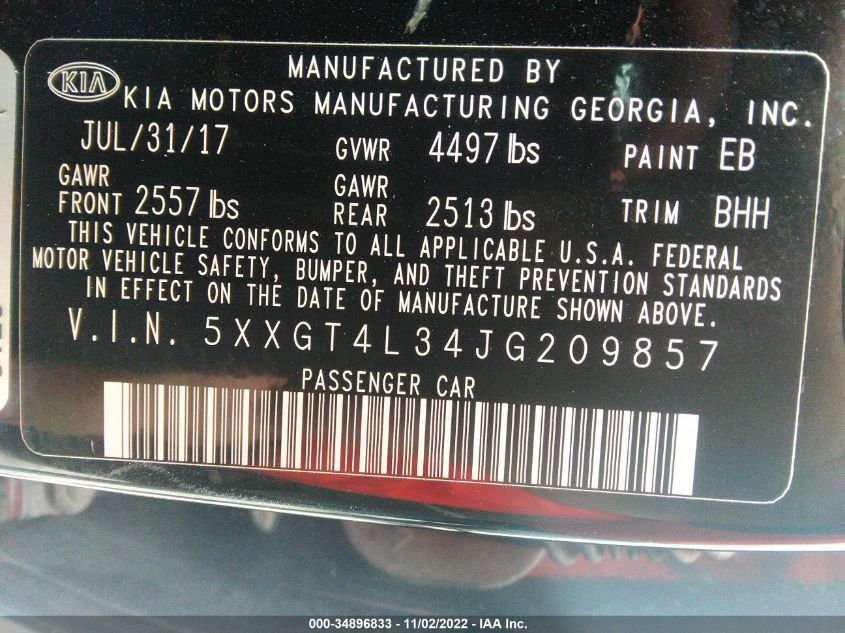 MANUFACTURED BY
KIA KIA MOTORS MANUFACTURING GEORGIA, INC.
JUL/31/17 GVWR 4497 lbs PAINT EB
GAWR FRONT 2557 lbs GAWR REAR 2513 lbs TRIM BHH
THIS VEHICLE CONFORMS TO ALL APPLICABLE U.S.A. FEDERAL
MOTOR VEHICLE SAFETY, BUMPER, AND THEFT PREVENTION STANDARDS
IN EFFECT ON THE DATE OF MANUFACTURE SHOWN ABOVE.
V.I.N. 5XXGT4L34JG209857
PASSENGER CAR
000-34896833 - 11/02/2022 - IAA Inc.